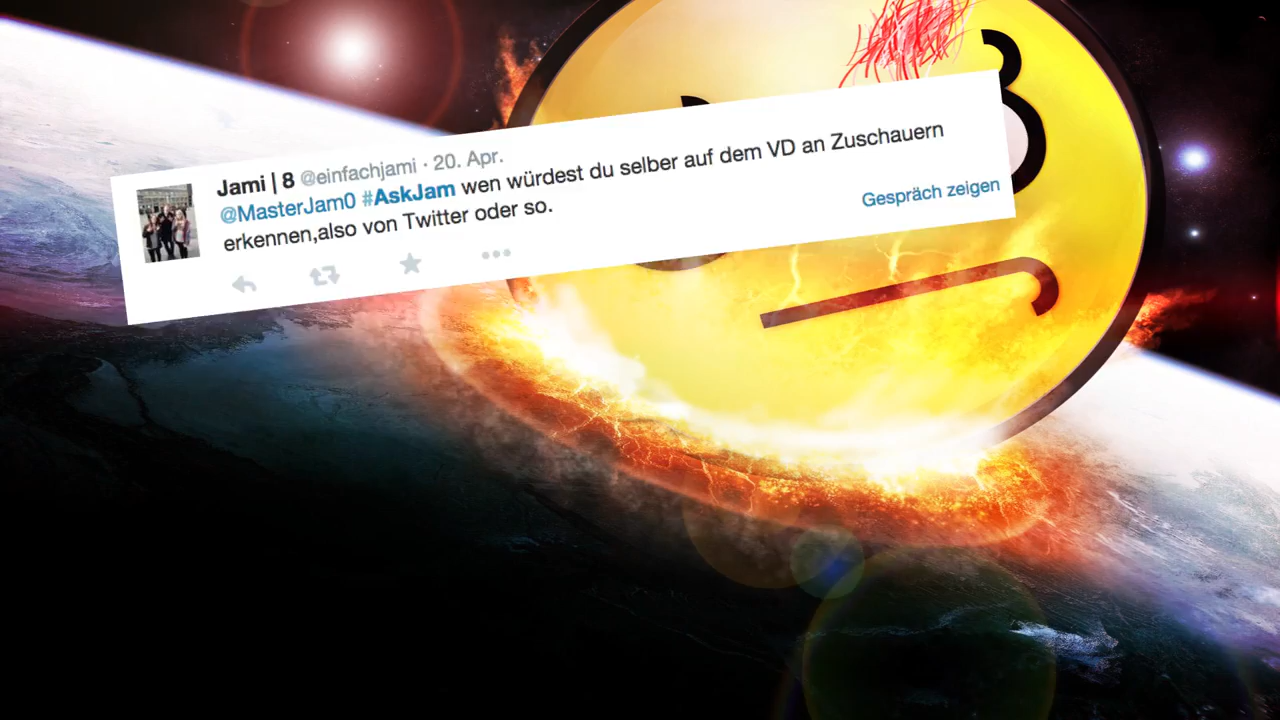 Jami | 8 @einfachjami · 20. Apr.
@MasterJam0 #AskJam wen würdest du selber auf dem VD an Zuschauern
erkennen,also von Twitter oder so.
Gespräch zeigen